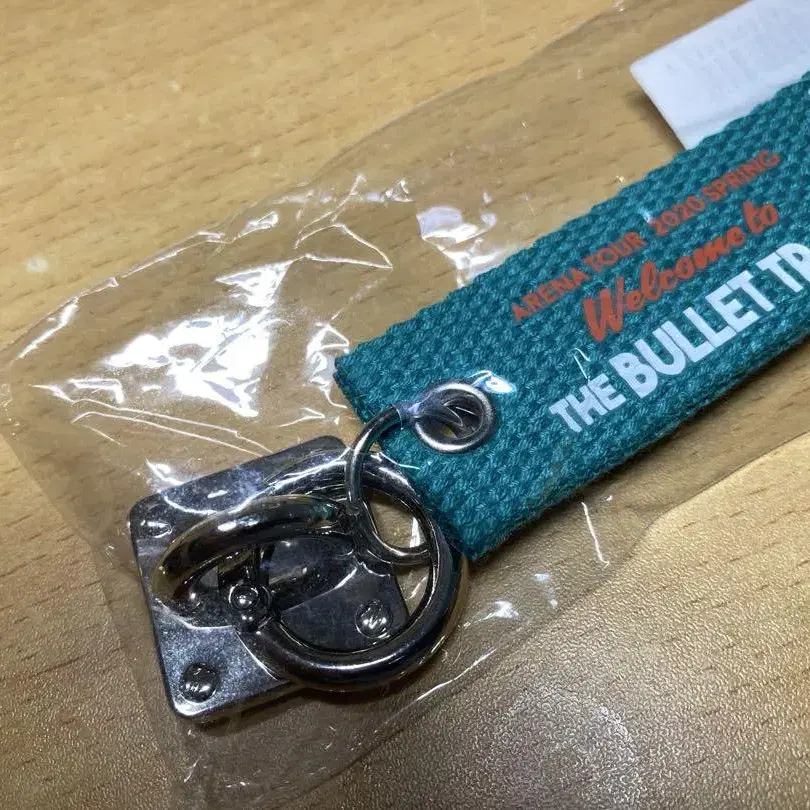 ARENA TOUR 2020 SPRING
Welcome to
THE BULLET TR